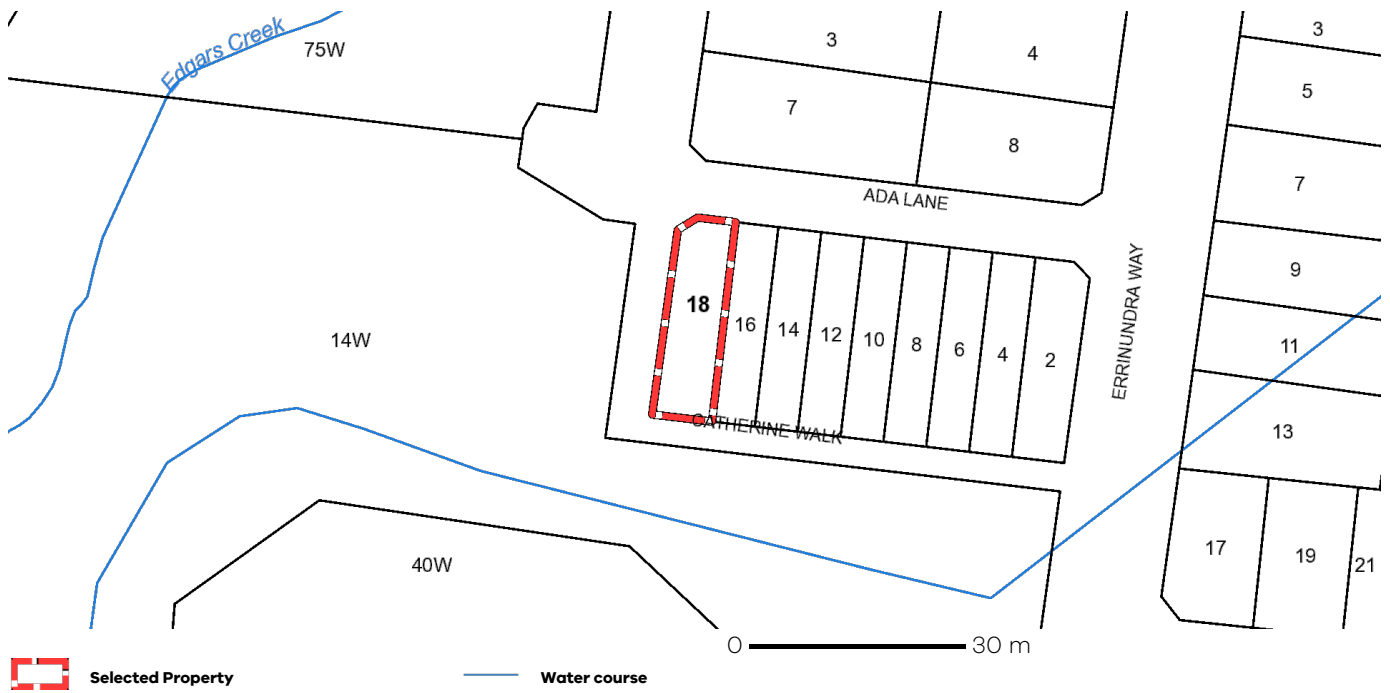 Edgars Creek
75W
3
4
3
5
7
8
7
ADA LANE
18
16
14
12
10
8
6
4
2
ERRINUNDRA WAY
9
11
14W
CATHERINE WALK
13
40W
17
19
21
0 30 m
Selected Property
Water course